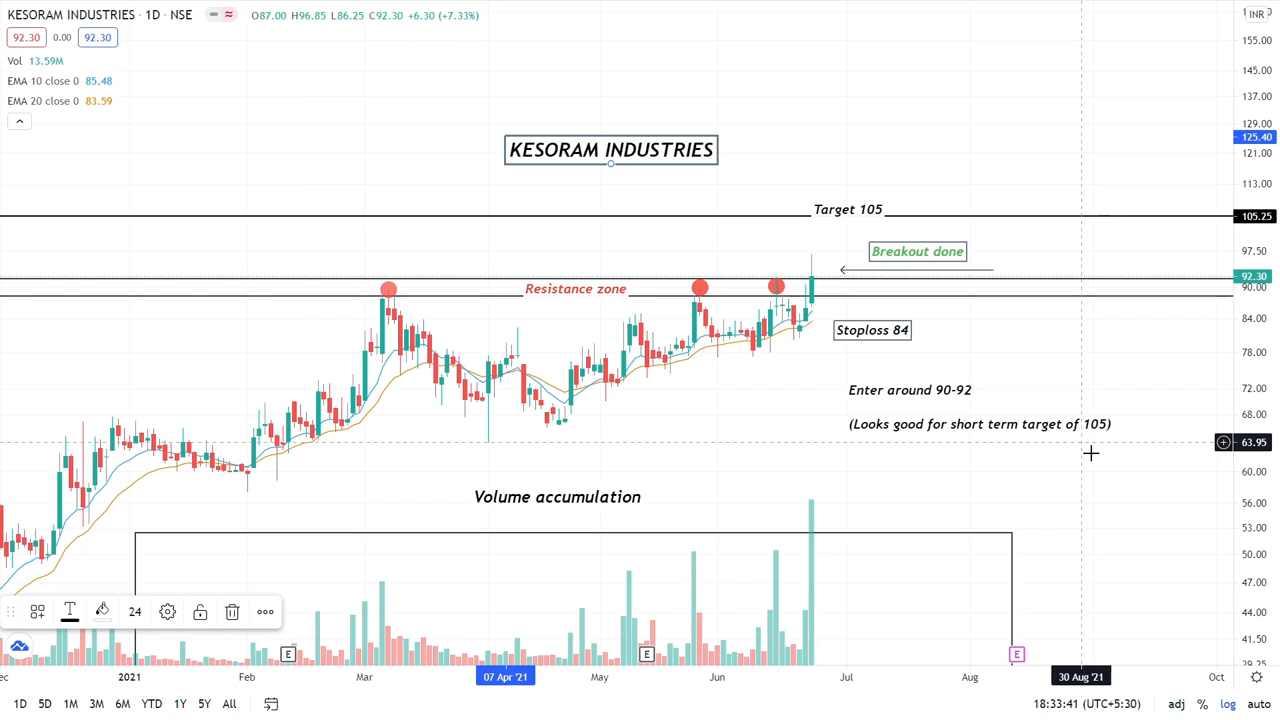 KESORAM INDUSTRIES · 1D · NSE
O87.00 H96.85 L86.25 C92.30 +6.30 (+7.33%)
INR
92.30 0.00 92.30
Vol 13.59M
EMA 10 close 0 85.48
EMA 20 close 0 83.59
KESORAM INDUSTRIES
Target 105
Breakout done
Resistance zone
Stoploss 84
Enter around 90-92
(Looks good for short term target of 105)
Volume accumulation
155.00
145.00
137.00
129.00
125.40
121.00
113.00
105.25
97.50
92.30
90.00
84.00
78.00
72.00
68.00
63.95
60.00
56.00
53.00
50.00
47.00
44.00
41.50
39.25
T 24
E E E
2021 Feb Mar 07 Apr '21 May Jun Jul Aug 30 Aug '21 Oct
1D 5D 1M 3M 6M YTD 1Y 5Y All
18:33:41 (UTC+5:30) adj % log auto